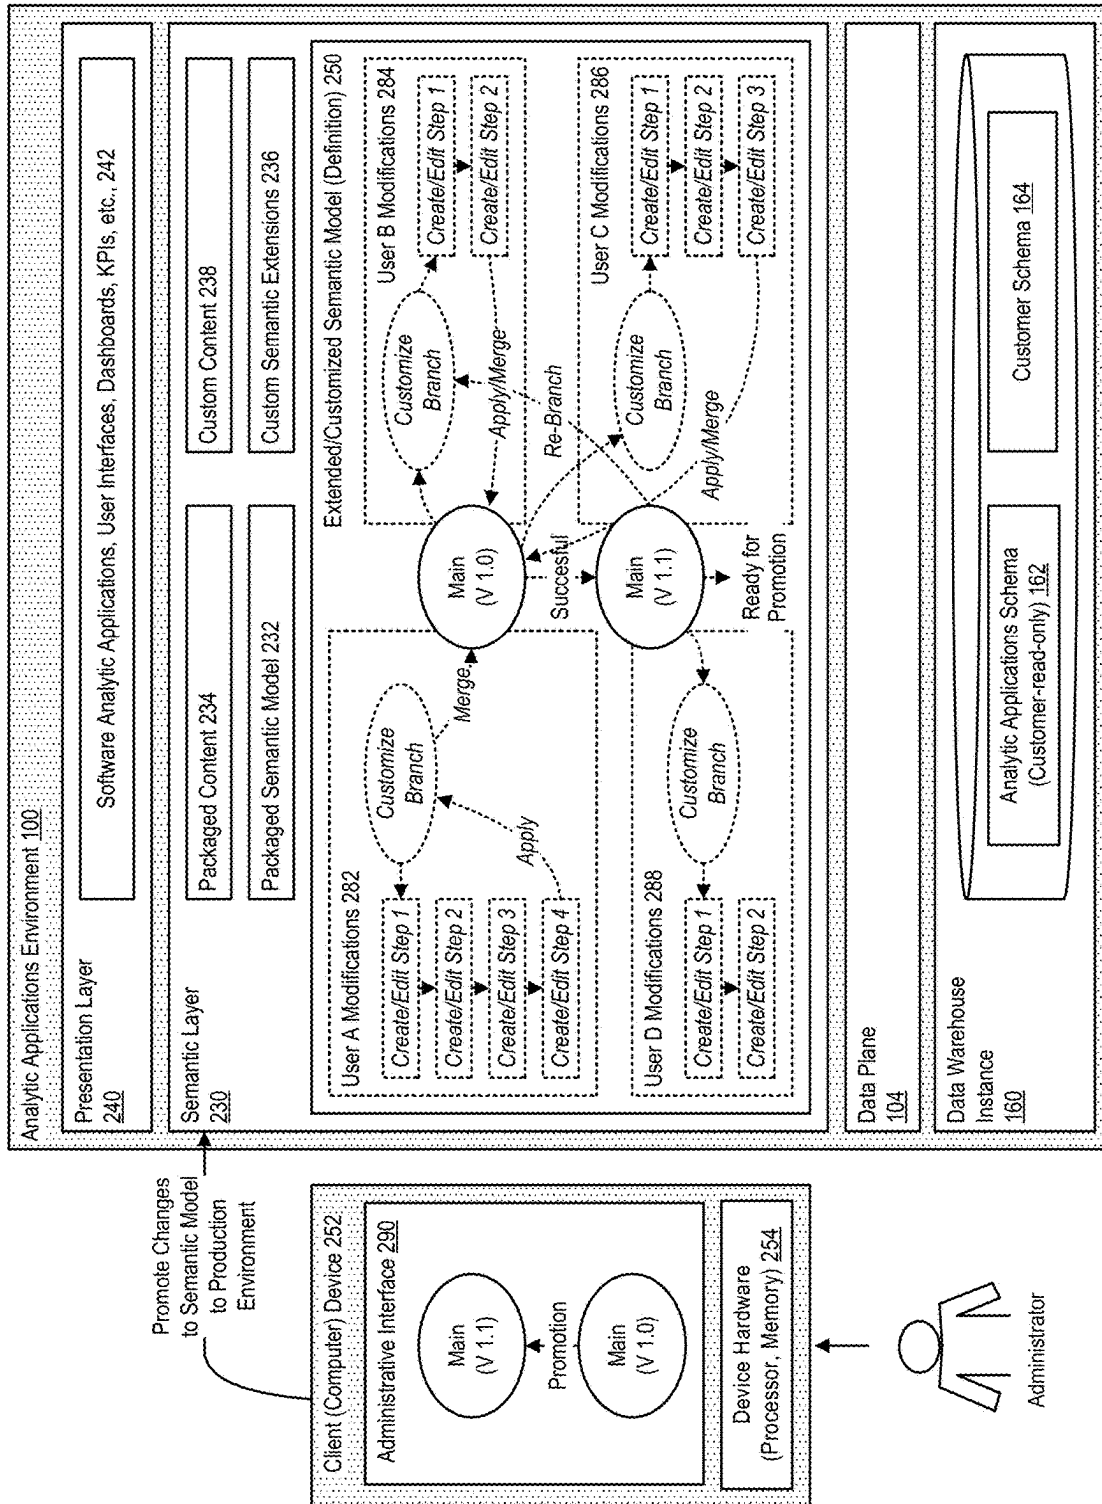 Analytic Applications Environment 100
Presentation Layer
240
Software Analytic Applications, User Interfaces, Dashboards, KPIs, etc., 242
Semantic Layer
230
Packaged Content 234
Custom Content 238
Packaged Semantic Model 232
Custom Semantic Extensions 236
Extended/Customized Semantic Model (Definition) 250
User A Modifications 282
Create/Edit Step 1
Create/Edit Step 2
Create/Edit Step 3
Create/Edit Step 4
Customize
Branch
Apply
Merge
Main
(V 1.0)
User B Modifications 284
Customize
Branch
Create/Edit Step 1
Create/Edit Step 2
Apply/Merge
Re-Branch
Succesful
User D Modifications 288
Create/Edit Step 1
Create/Edit Step 2
Customize
Branch
Main
(V 1.1)
Ready for
Promotion
User C Modifications 286
Customize
Branch
Create/Edit Step 1
Create/Edit Step 2
Create/Edit Step 3
Apply/Merge
Data Plane
104
Data Warehouse
Instance
160
Analytic Applications Schema
(Customer-read-only) 162
Customer Schema 164
Promote Changes
to Semantic Model
to Production
Environment
Client (Computer) Device 252
Administrative Interface 290
Main
(V 1.1)
Promotion
Main
(V 1.0)
Device Hardware
(Processor, Memory) 254
Administrator